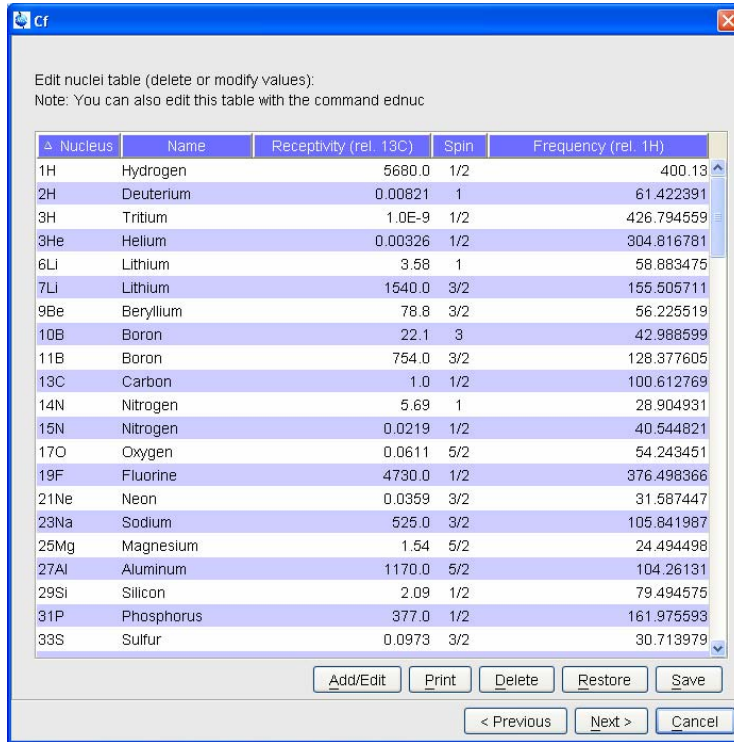 Cf
Edit nuclei table (delete or modify values):
Note: You can also edit this table with the command ednuc
Nucleus Name Receptivity (rel. 13C) Spin Frequency (rel. 1H)
1H Hydrogen 5680.0 1/2 400.13
2H Deuterium 0.00821 1 61.422391
3H Tritium 1.0E-9 1/2 426.794559
3He Helium 0.00326 1/2 304.816781
6Li Lithium 3.58 1 58.883475
7Li Lithium 1540.0 3/2 155.505711
9Be Beryllium 78.8 3/2 56.225519
10B Boron 22.1 3 42.988599
11B Boron 754.0 3/2 128.377605
13C Carbon 1.0 1/2 100.612769
14N Nitrogen 5.69 1 28.904931
15N Nitrogen 0.0219 1/2 40.544821
17O Oxygen 0.0611 5/2 54.243451
19F Fluorine 4730.0 1/2 376.498366
21Ne Neon 0.0359 3/2 31.587447
23Na Sodium 525.0 3/2 105.841987
25Mg Magnesium 1.54 5/2 24.494498
27Al Aluminum 1170.0 5/2 104.26131
29Si Silicon 2.09 1/2 79.494575
31P Phosphorus 377.0 1/2 161.975593
33S Sulfur 0.0973 3/2 30.713979
Add/Edit Print Delete Restore Save
< Previous Next > Cancel